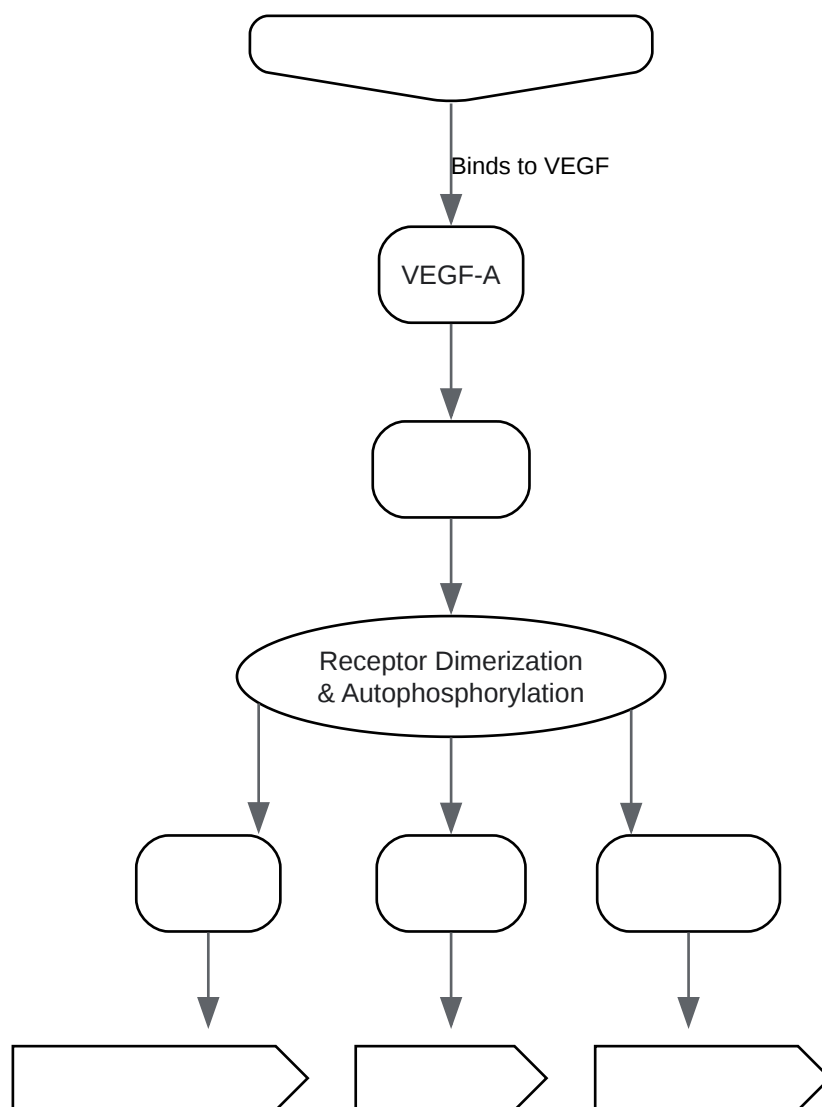 Binds to VEGF
VEGF-A
Receptor Dimerization
& Autophosphorylation